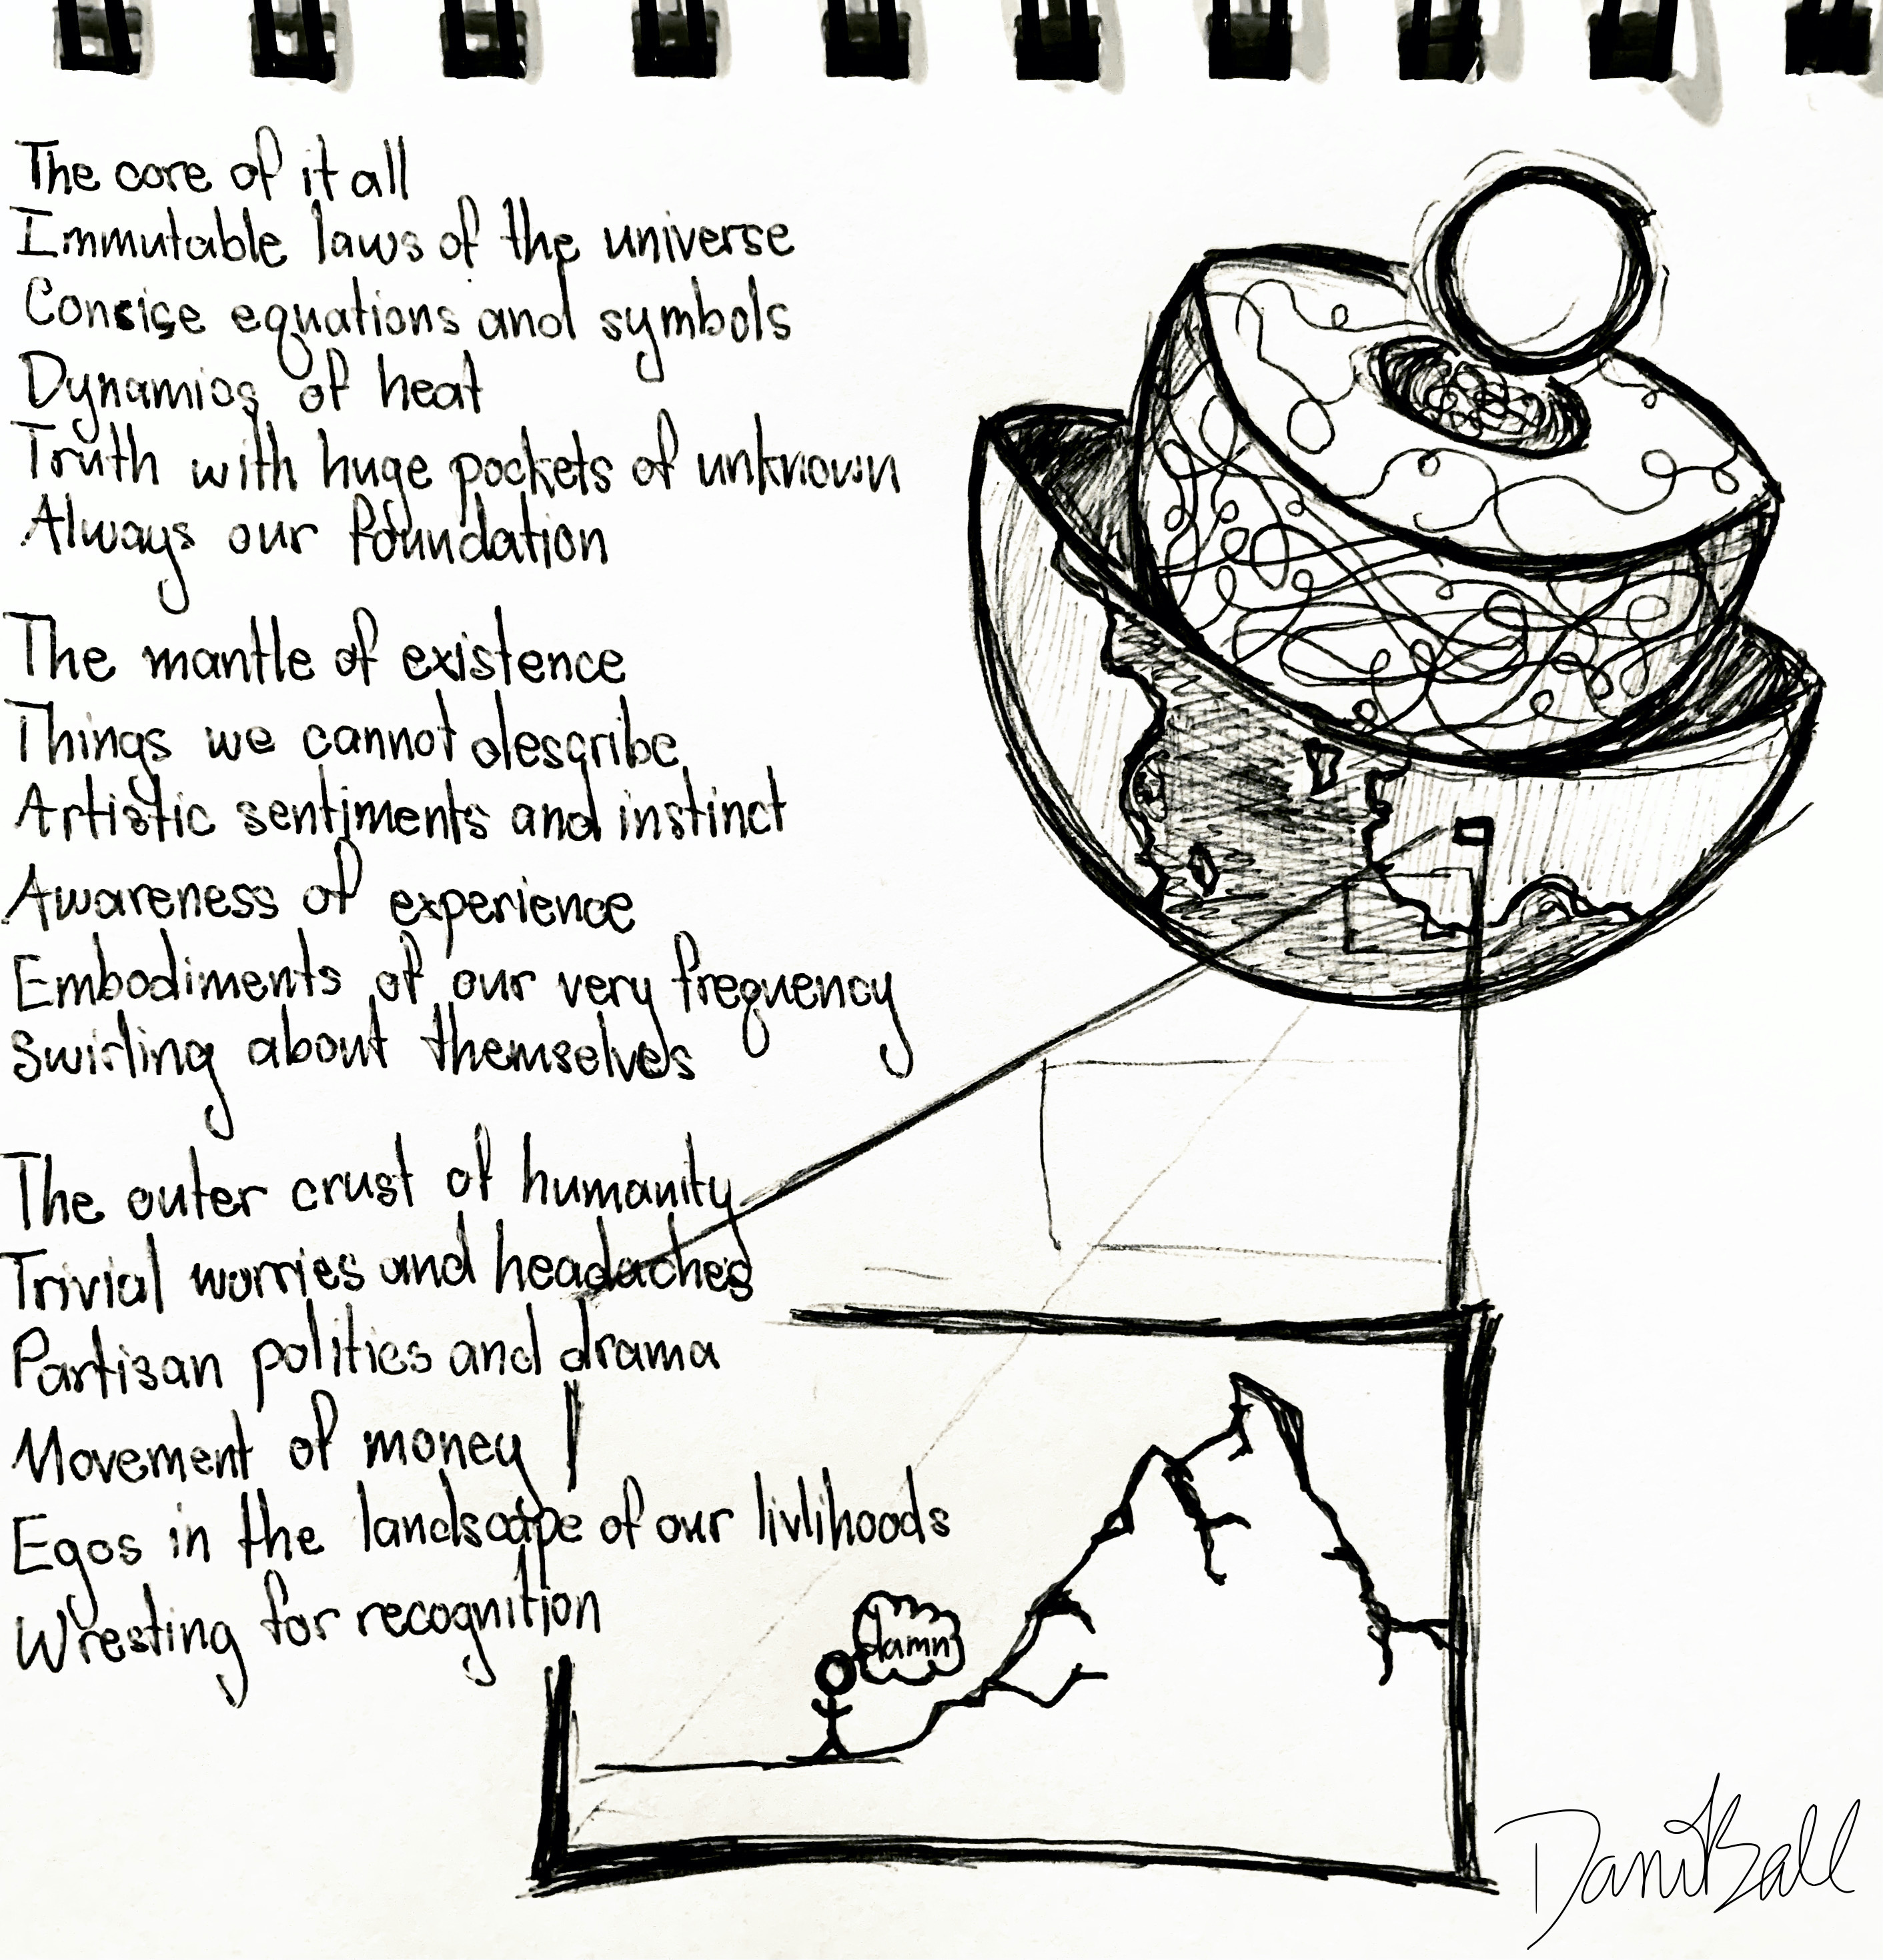 The core of it all
Immutable laws of the universe
Concise equations and symbols
Dynamics of heat
Truth with huge pockets of unknown
Always our foundation
The mantle of existence
Things we cannot describe
Artistic sentiments and instinct
Awareness of experience
Embodiments of our very frequency
Swirling about themselves
The outer crust of humanity
Trivial worries and headaches
Partisan politics and drama
Movement of money
Egos in the landscape of our livlihoods
Wresting for recognition
damn
Dani Ball